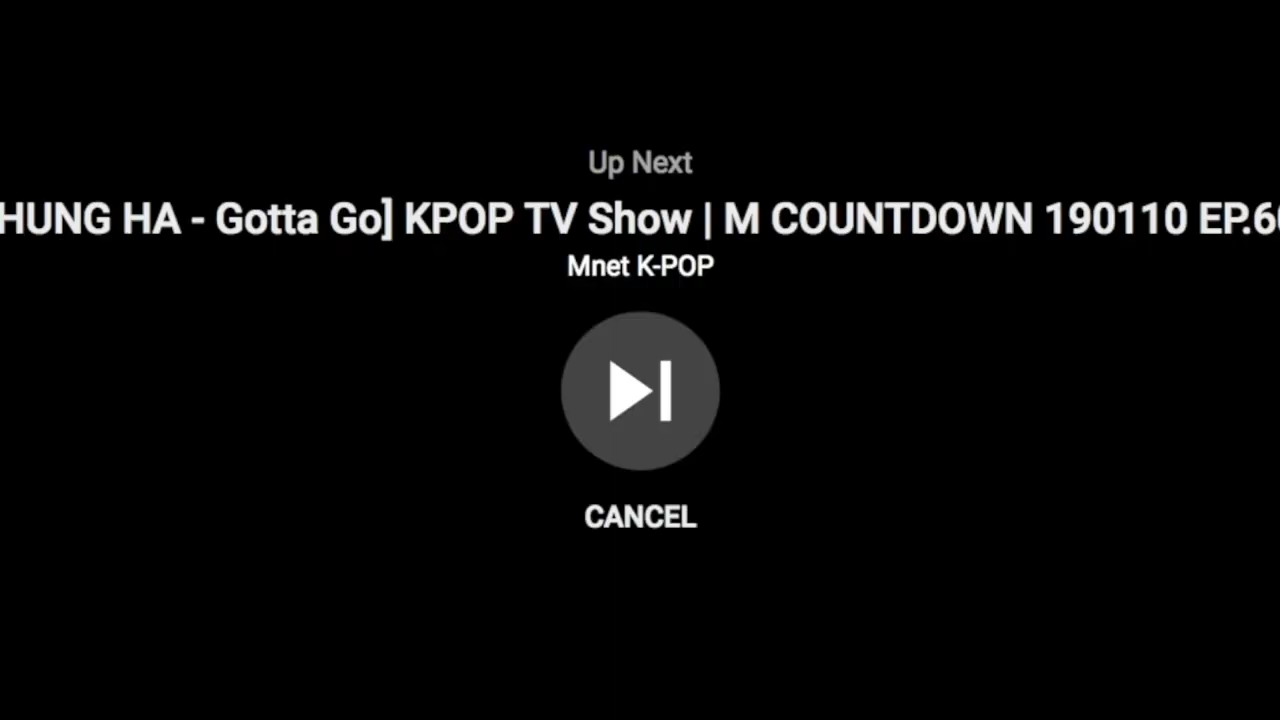 Up Next
HUNG HA - Gotta Go] KPOP TV Show | M COUNTDOWN 190110 EP.6
Mnet K-POP
CANCEL